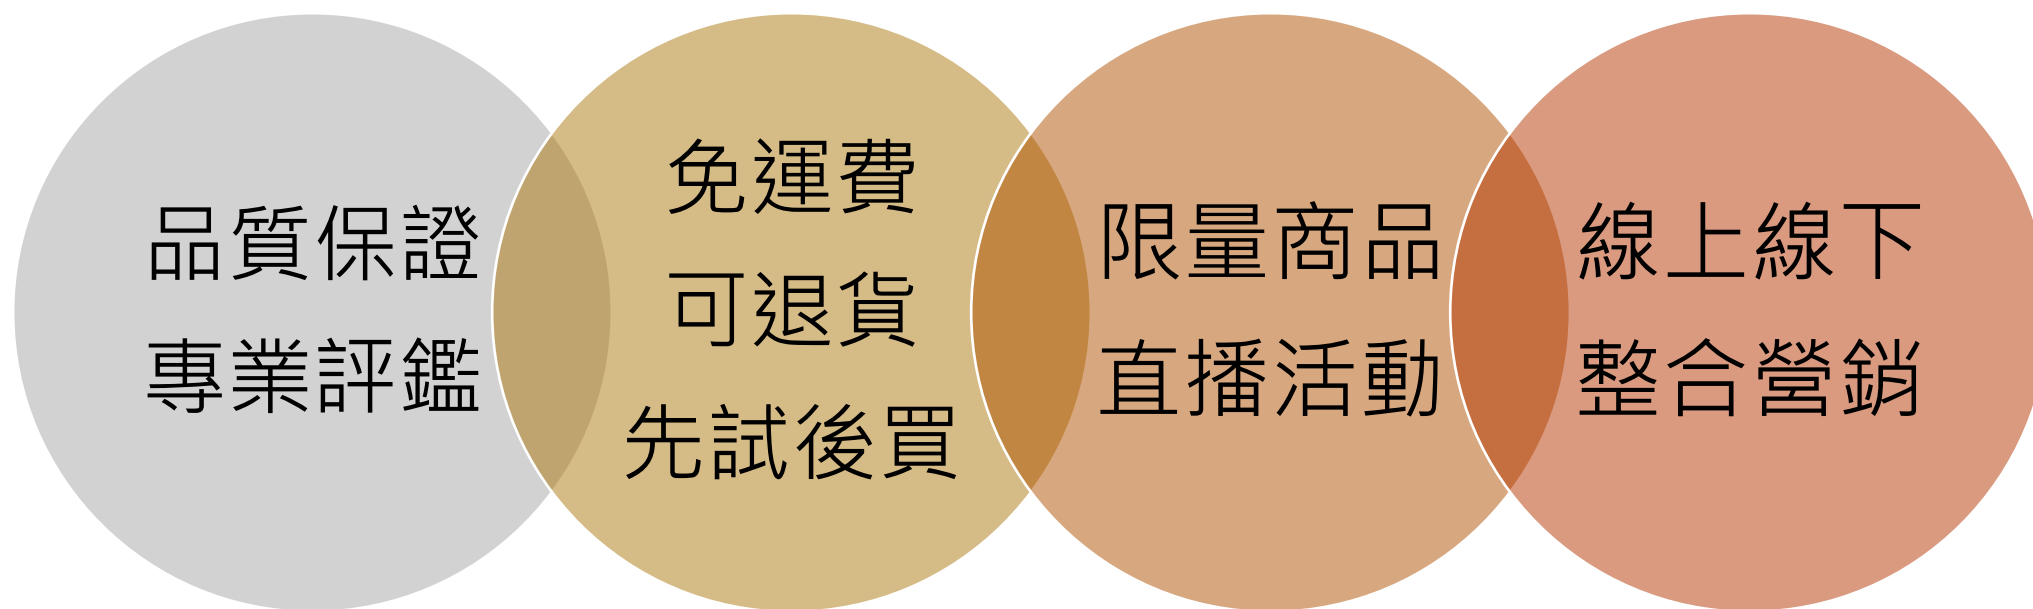 品質保證
專業評鑑
免運費
可退貨
先試後買
限量商品
直播活動
線上線下
整合營銷